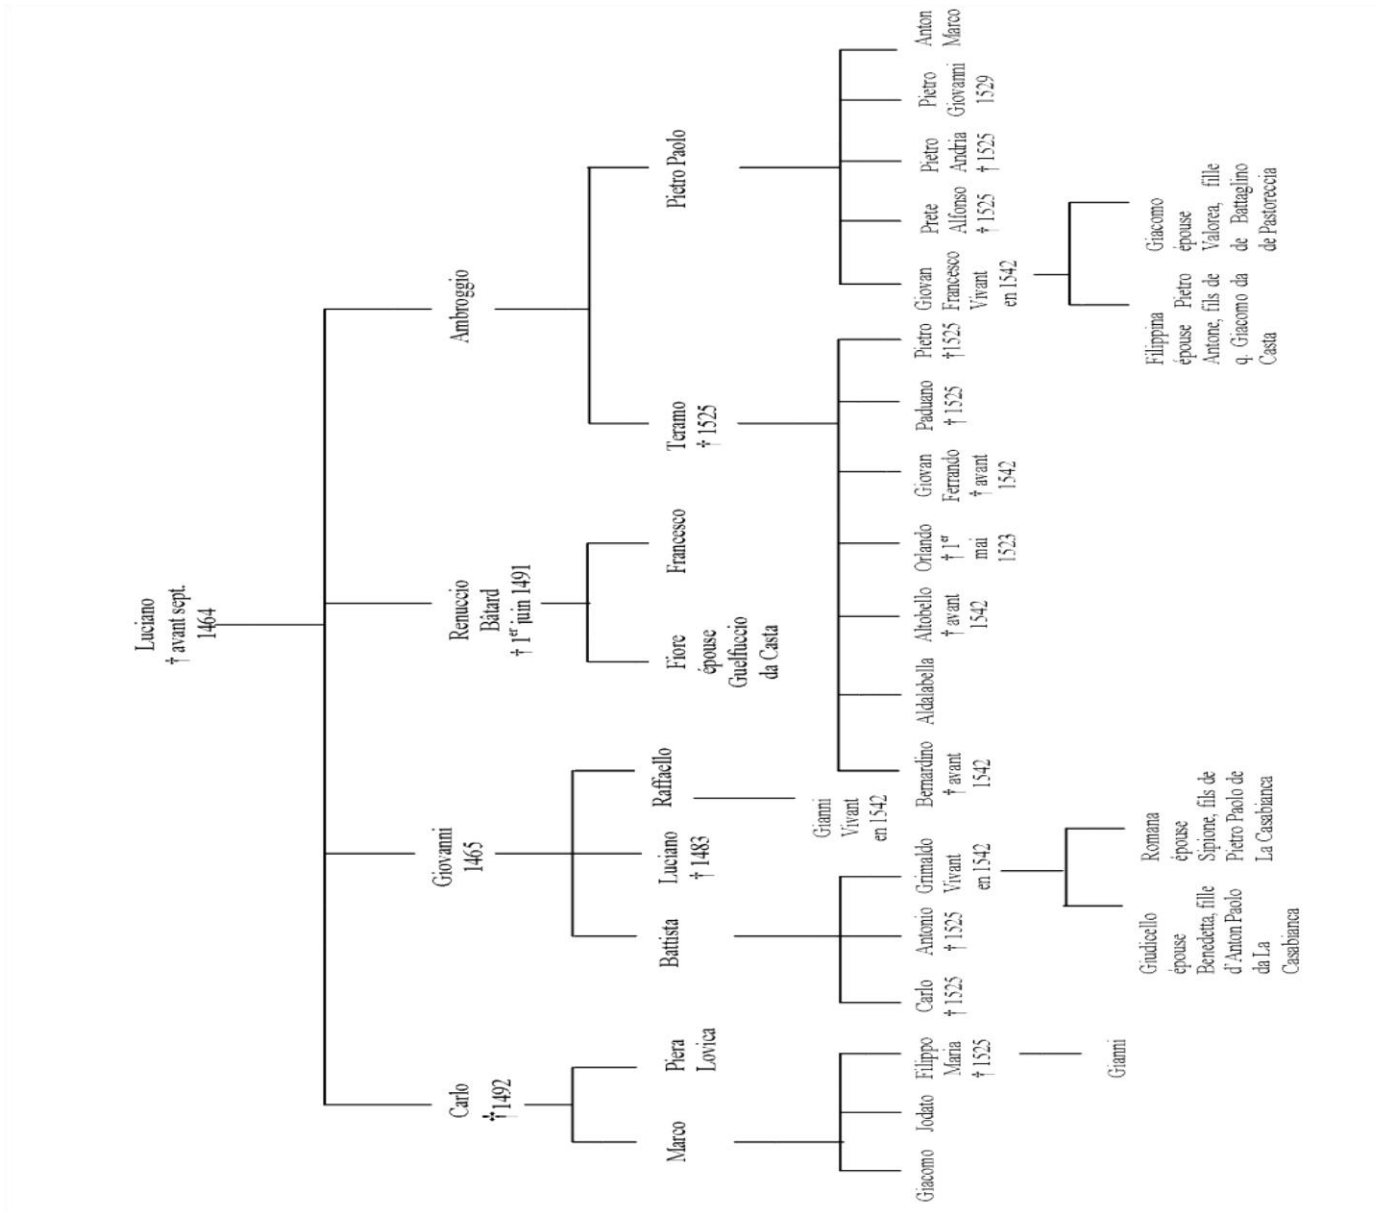 Luciano
† avant sept.
1464
Carlo
†1492
Giovanni
1465
Renuccio
Bâtard
† 1er juin 1491
Ambroggio
Marco
Piera
Lovica
Battista
Luciano
† 1483
Raffaello
Fiore
épouse
Guelfuccio
da Casta
Francesco
Teramo
† 1525
Pietro Paolo
Gianni
Vivant
en 1542
Giacomo
Jodato
Filippo
Maria
† 1525
Carlo
† 1525
Antonio
† 1525
Grimaldo
Vivant
en 1542
Bernardino
† avant
1542
Aldalabella
Altobello
† avant
1542
Orlando
† 1er
mai
1523
Giovan
Ferrando
† avant
1542
Paduano
† 1525
Pietro
†1525
Giovan
Francesco
Vivant
en 1542
Prete
Alfonso
† 1525
Pietro
Andria
† 1525
Pietro
Giovanni
1529
Anton
Marco
Gianni
Giudicello
épouse
Benedetta, fille
d'Anton Paolo
da La
Casabianca
Romana
épouse
Sipione, fils de
Pietro Paolo de
La Casabianca
Filippina
épouse Pietro
Antone, fils de
q. Giacomo da
Casta
Giacomo
épouse
Valorea, fille
de Battaglino
de Pastoreccia